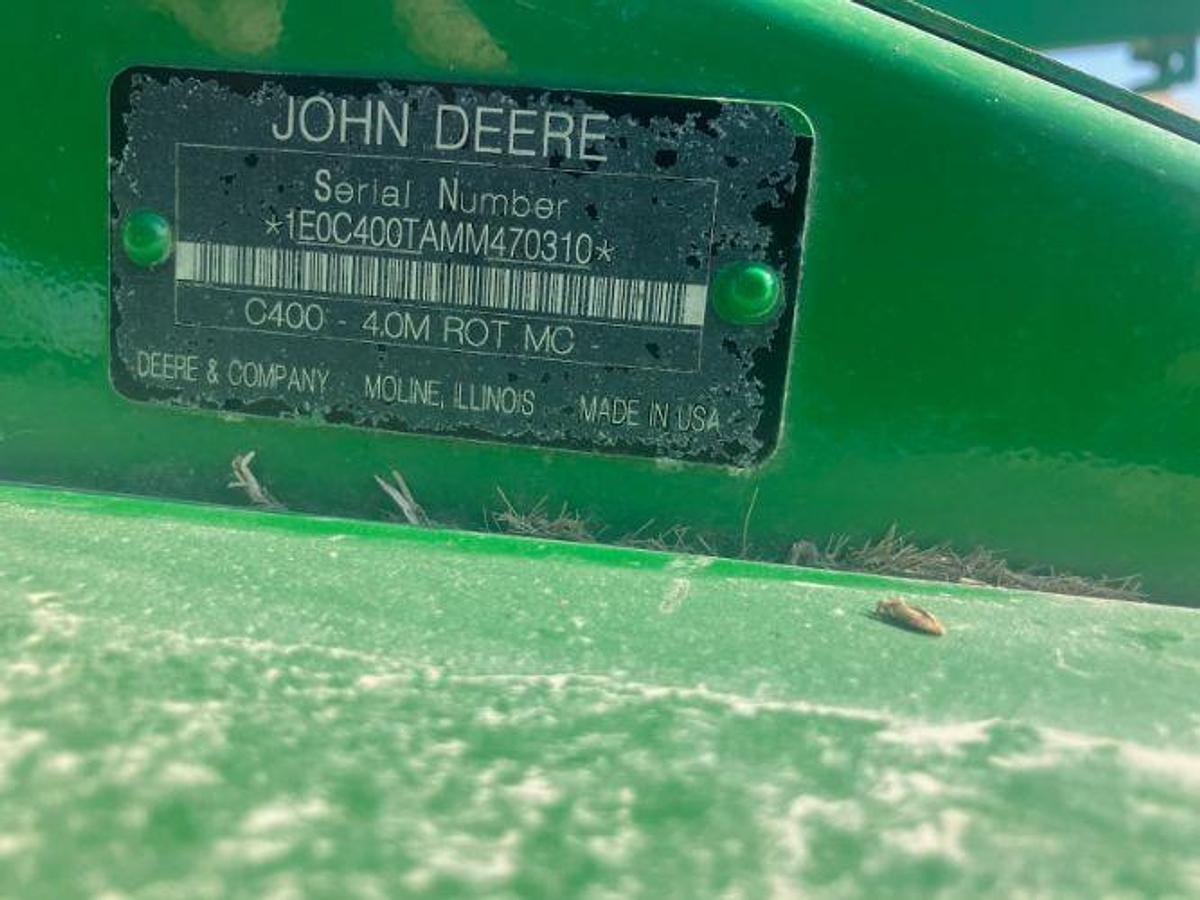 JOHN DEERE
Serial Number
*1E0C400TAMM470310*
C400 - 4.0M ROT MC
DEERE & COMPANY MOLINE, ILLINOIS MADE IN USA